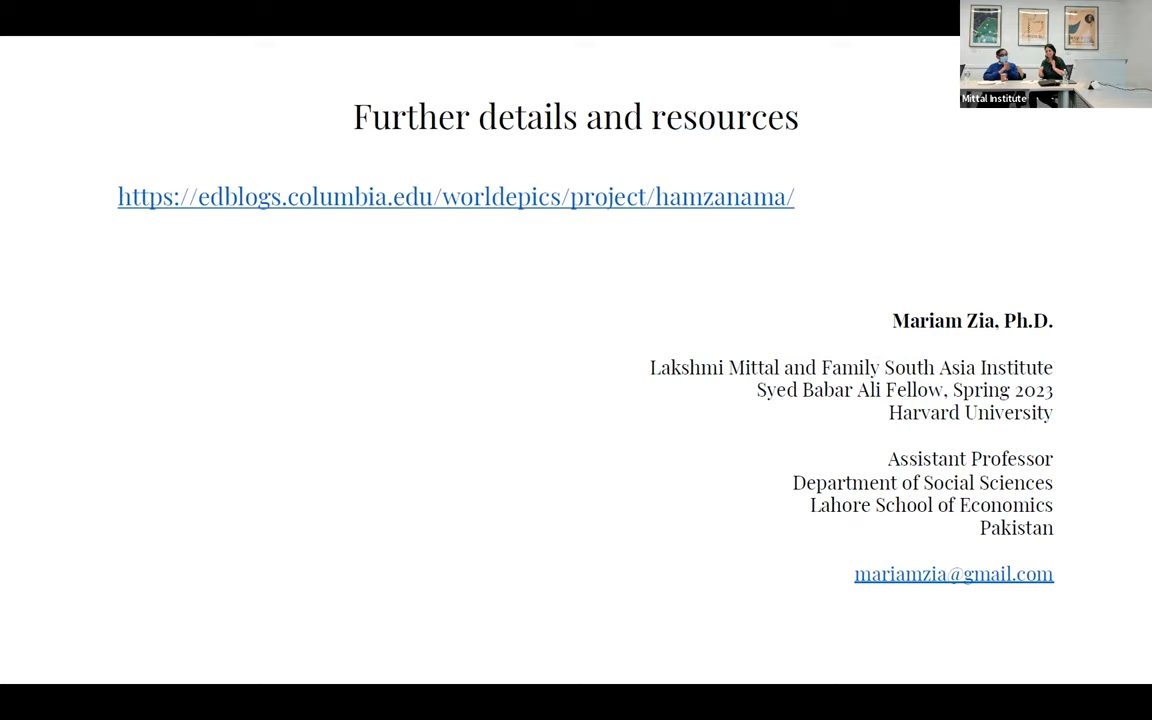 Mittal Institute
Further details and resources
https://edblogs.columbia.edu/worldepics/project/hamzanama/
Mariam Zia, Ph.D.
Lakshmi Mittal and Family South Asia Institute
Syed Babar Ali Fellow, Spring 2023
Harvard University
Assistant Professor
Department of Social Sciences
Lahore School of Economics
Pakistan
mariamzia@gmail.com